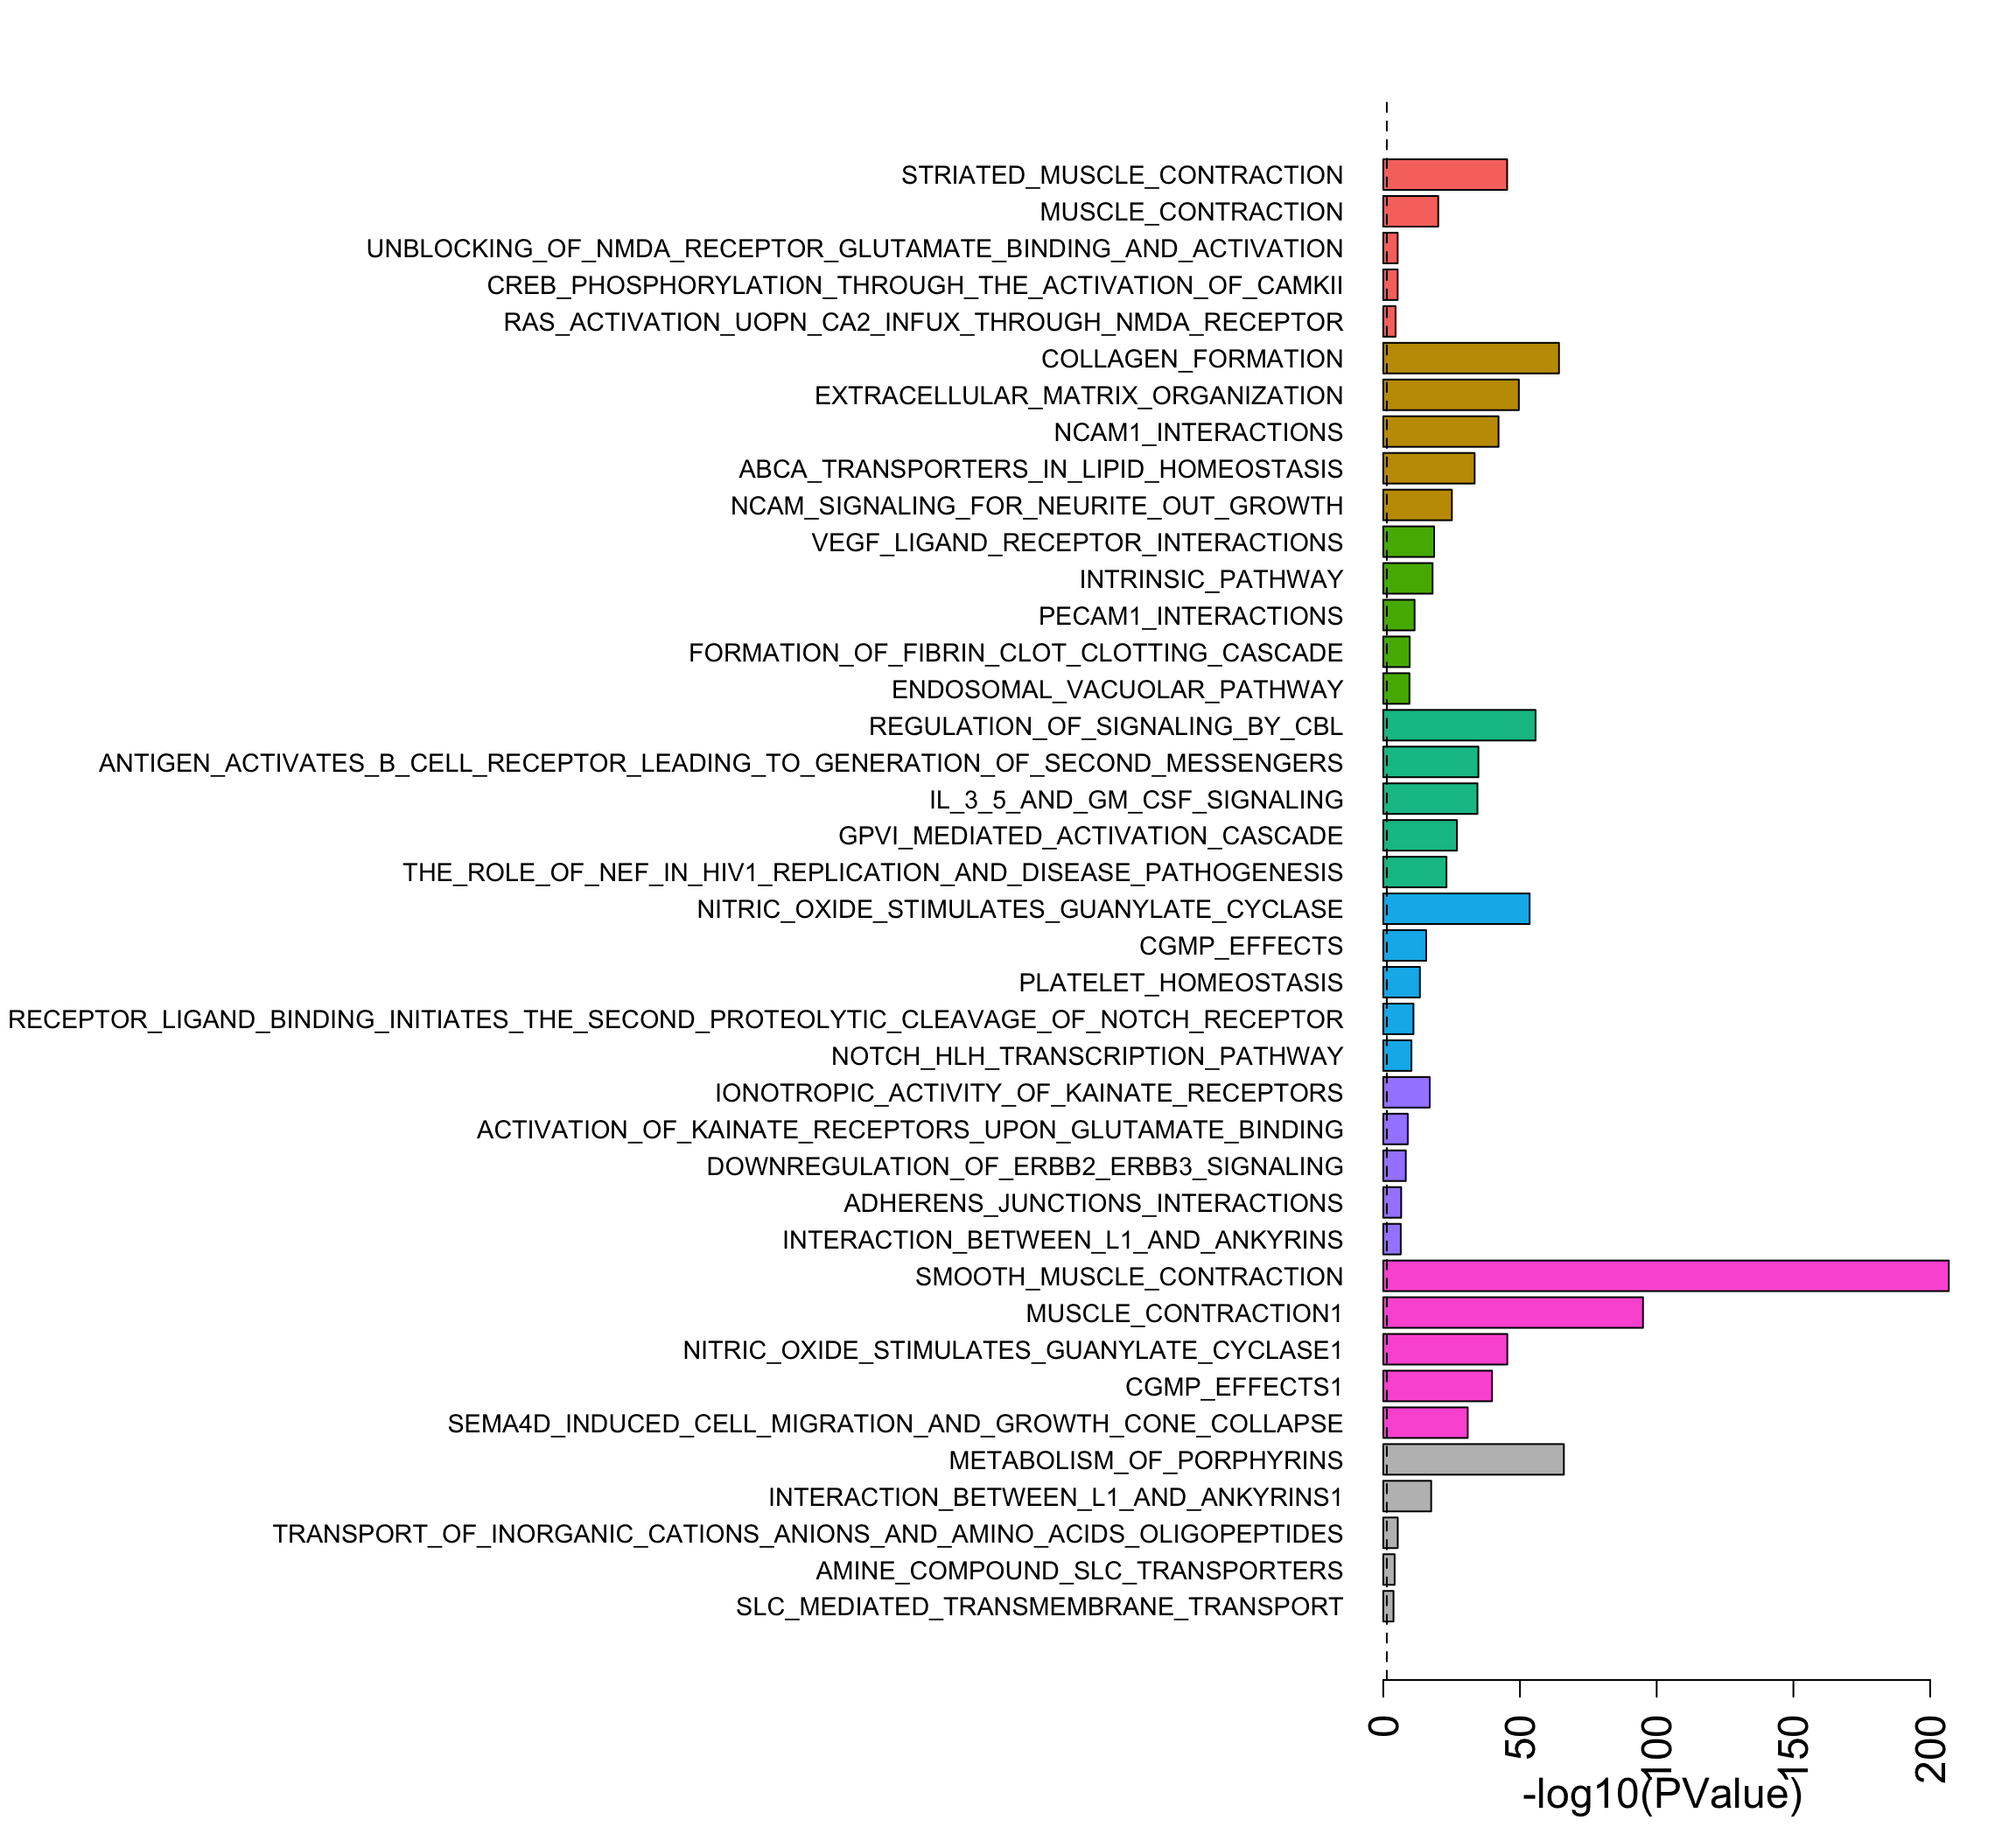 STRIATED_MUSCLE_CONTRACTION
MUSCLE_CONTRACTION
UNBLOCKING_OF_NMDA_RECEPTOR_GLUTAMATE_BINDING_AND_ACTIVATION
CREB_PHOSPHORYLATION_THROUGH_THE_ACTIVATION_OF_CAMKII
RAS_ACTIVATION_UOPN_CA2_INFUX_THROUGH_NMDA_RECEPTOR
COLLAGEN_FORMATION
EXTRACELLULAR_MATRIX_ORGANIZATION
NCAM1_INTERACTIONS
ABCA_TRANSPORTERS_IN_LIPID_HOMEOSTASIS
NCAM_SIGNALING_FOR_NEURITE_OUT_GROWTH
VEGF_LIGAND_RECEPTOR_INTERACTIONS
INTRINSIC_PATHWAY
PECAM1_INTERACTIONS
FORMATION_OF_FIBRIN_CLOT_CLOTTING_CASCADE
ENDOSOMAL_VACUOLAR_PATHWAY
REGULATION_OF_SIGNALING_BY_CBL
ANTIGEN_ACTIVATES_B_CELL_RECEPTOR_LEADING_TO_GENERATION_OF_SECOND_MESSENGERS
IL_3_5_AND_GM_CSF_SIGNALING
GPVI_MEDIATED_ACTIVATION_CASCADE
THE_ROLE_OF_NEF_IN_HIV1_REPLICATION_AND_DISEASE_PATHOGENESIS
NITRIC_OXIDE_STIMULATES_GUANYLATE_CYCLASE
CGMP_EFFECTS
PLATELET_HOMEOSTASIS
RECEPTOR_LIGAND_BINDING_INITIATES_THE_SECOND_PROTEOLYTIC_CLEAVAGE_OF_NOTCH_RECEPTOR
NOTCH_HLH_TRANSCRIPTION_PATHWAY
IONOTROPIC_ACTIVITY_OF_KAINATE_RECEPTORS
ACTIVATION_OF_KAINATE_RECEPTORS_UPON_GLUTAMATE_BINDING
DOWNREGULATION_OF_ERBB2_ERBB3_SIGNALING
ADHERENS_JUNCTIONS_INTERACTIONS
INTERACTION_BETWEEN_L1_AND_ANKYRINS
SMOOTH_MUSCLE_CONTRACTION
MUSCLE_CONTRACTION1
NITRIC_OXIDE_STIMULATES_GUANYLATE_CYCLASE1
CGMP_EFFECTS1
SEMA4D_INDUCED_CELL_MIGRATION_AND_GROWTH_CONE_COLLAPSE
METABOLISM_OF_PORPHYRINS
INTERACTION_BETWEEN_L1_AND_ANKYRINS1
TRANSPORT_OF_INORGANIC_CATIONS_ANIONS_AND_AMINO_ACIDS_OLIGOPEPTIDES
AMINE_COMPOUND_SLC_TRANSPORTERS
SLC_MEDIATED_TRANSMEMBRANE_TRANSPORT
0
50
100
150
200
-log10(PValue)